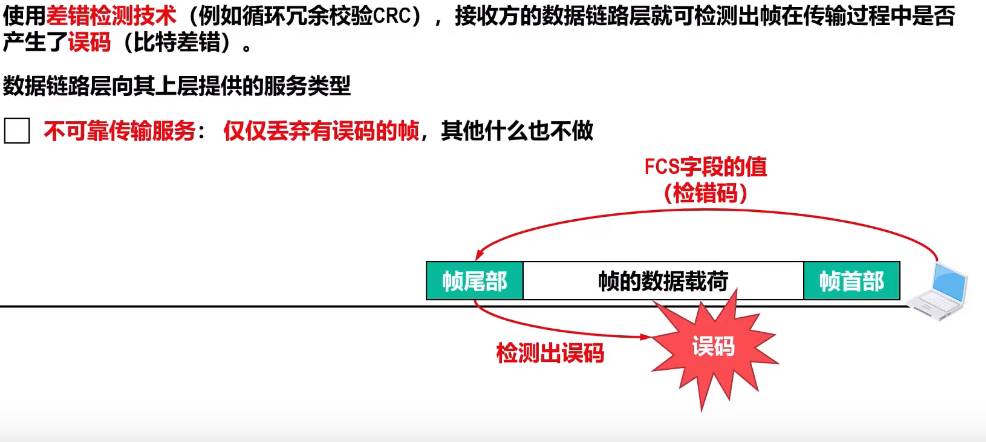 使用差错检测技术（例如循环冗余校验CRC），接收方的数据链路层就可检测出帧在传输过程中是否
产生了误码（比特差错）。
数据链路层向其上层提供的服务类型
不可靠传输服务： 仅仅丢弃有误码的帧，其他什么也不做
FCS字段的值
（检错码）
帧尾部 帧的数据载荷 帧首部
检测出误码 误码